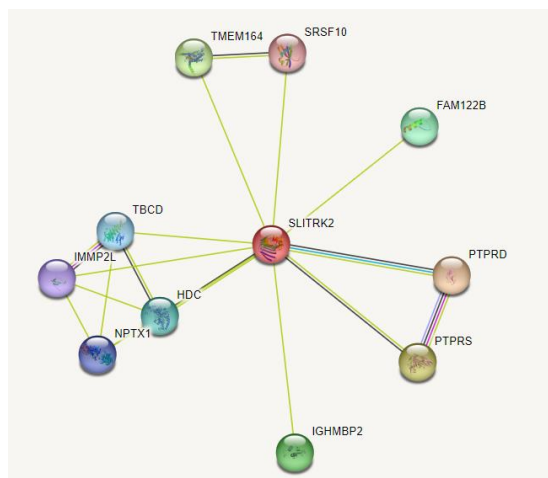 TMEM164
SRSF10
FAM122B
SLITRK2
TBCD
IMMP2L
HDC
NPTX1
PTPRD
PTPRS
IGHMBP2